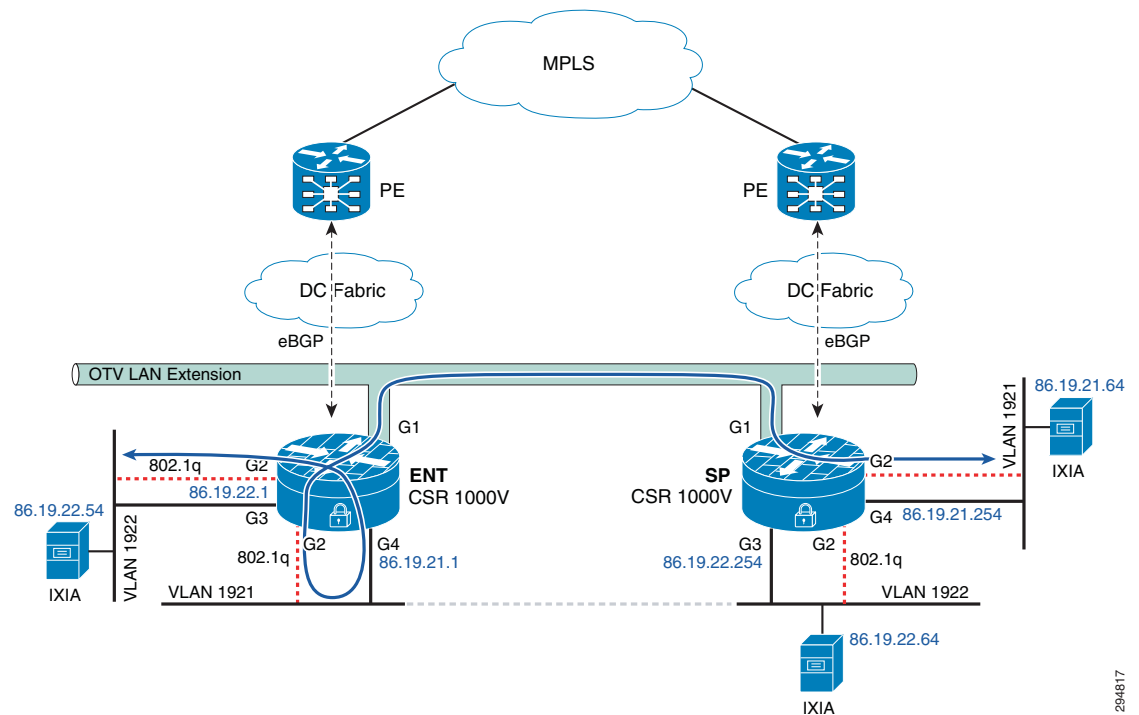 MPLS
PE
PE
DC Fabric
DC Fabric
eBGP
eBGP
OTV LAN Extension
86.19.21.64
VLAN 1921
IXIA
G1
G1
802.1q
G2
ENT
CSR 1000V
SP
CSR 1000V
G2
86.19.22.1
86.19.22.54
G3
G4
86.19.21.254
VLAN 1922
IXIA
G2
802.1q
G4
86.19.21.1
G3
86.19.22.254
G2
802.1q
VLAN 1921
VLAN 1922
86.19.22.64
IXIA
294817